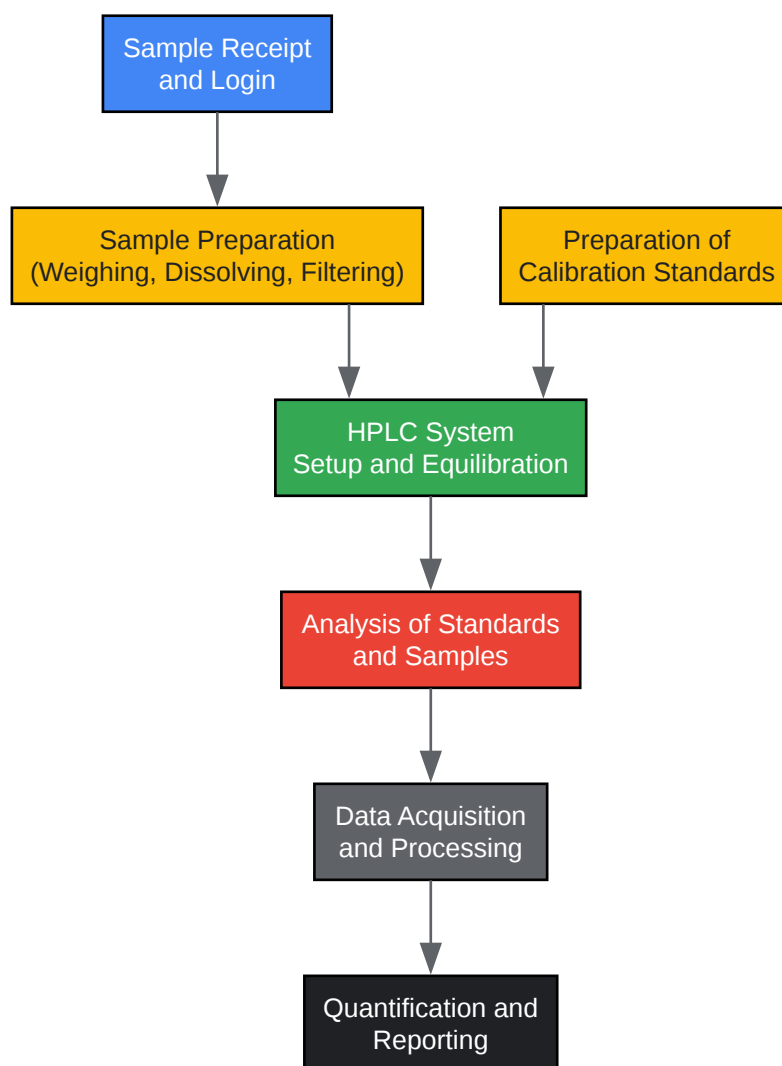 Sample Receipt
and Login
Sample Preparation
(Weighing, Dissolving, Filtering)
Preparation of
Calibration Standards
HPLC System
Setup and Equilibration
Analysis of Standards
and Samples
Data Acquisition
and Processing
Quantification and
Reporting